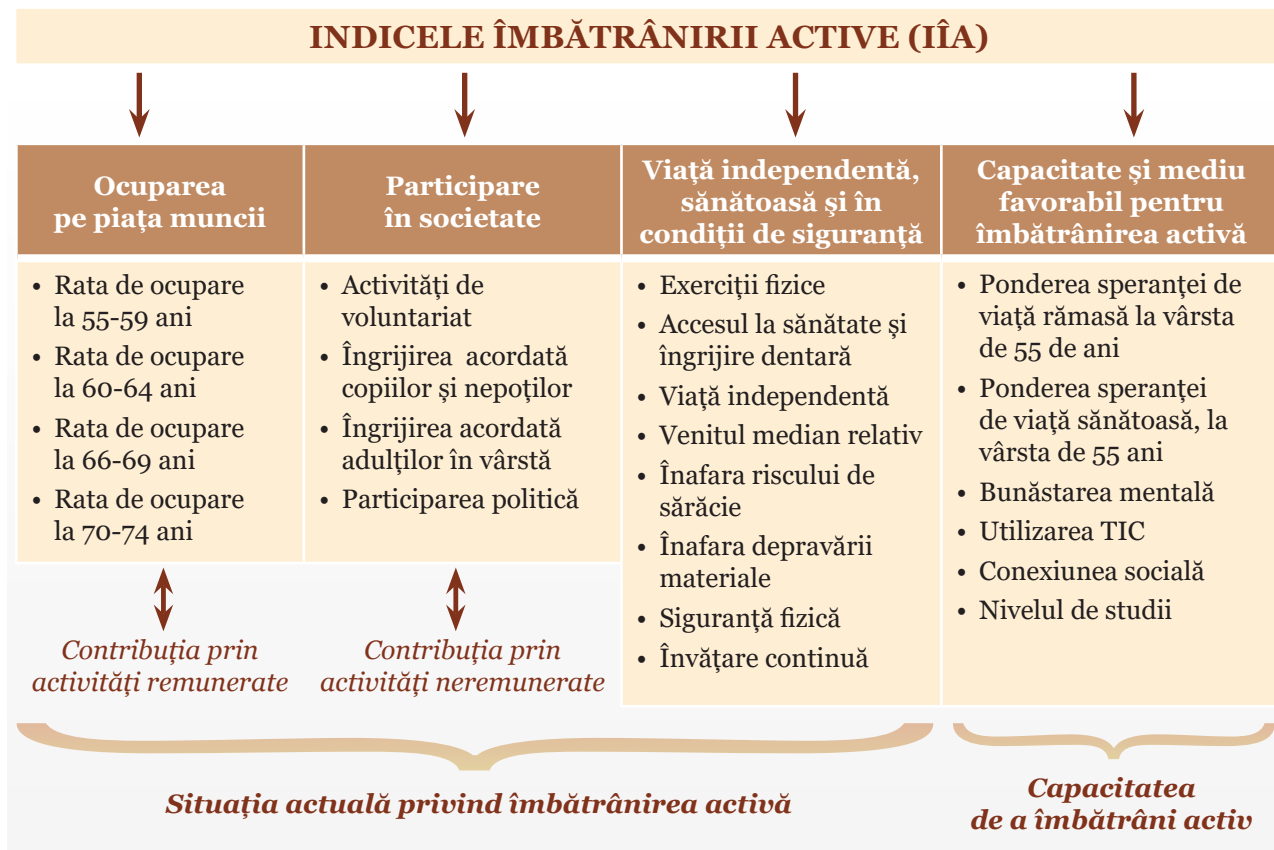 INDICELE ÎMBĂTRÂNIRII ACTIVE (IÎA)
Ocuparea
pe piața muncii
• Rata de ocupare
la 55-59 ani
• Rata de ocupare
la 60-64 ani
• Rata de ocupare
la 66-69 ani
• Rata de ocupare
la 70-74 ani
Contribuția prin
activități remunerate
Participare
în societate
• Activități de
voluntariat
• Îngrijirea acordată
copiilor și nepoților
• Îngrijirea acordată
adulților în vârstă
• Participarea politică
Contribuția prin
activități neremunerate
Viață independentă,
sănătoasă şi în
condiții de siguranță
• Exerciții fizice
• Accesul la sănătate și
îngrijire dentară
• Viață independentă
• Venitul median relativ
• Înafara riscului de
sărăcie
• Înafara depravării
materiale
• Siguranță fizică
• Învățare continuă
Capacitate și mediu
favorabil pentru
îmbătrânirea activă
• Ponderea speranței de
viață rămasă la vârsta
de 55 de ani
• Ponderea speranței
de viață sănătoasă, la
vârsta de 55 ani
• Bunăstarea mentală
• Utilizarea TIC
• Conexiunea socială
• Nivelul de studii
Situația actuală privind îmbătrânirea activă
Capacitatea
de a îmbătrâni activ